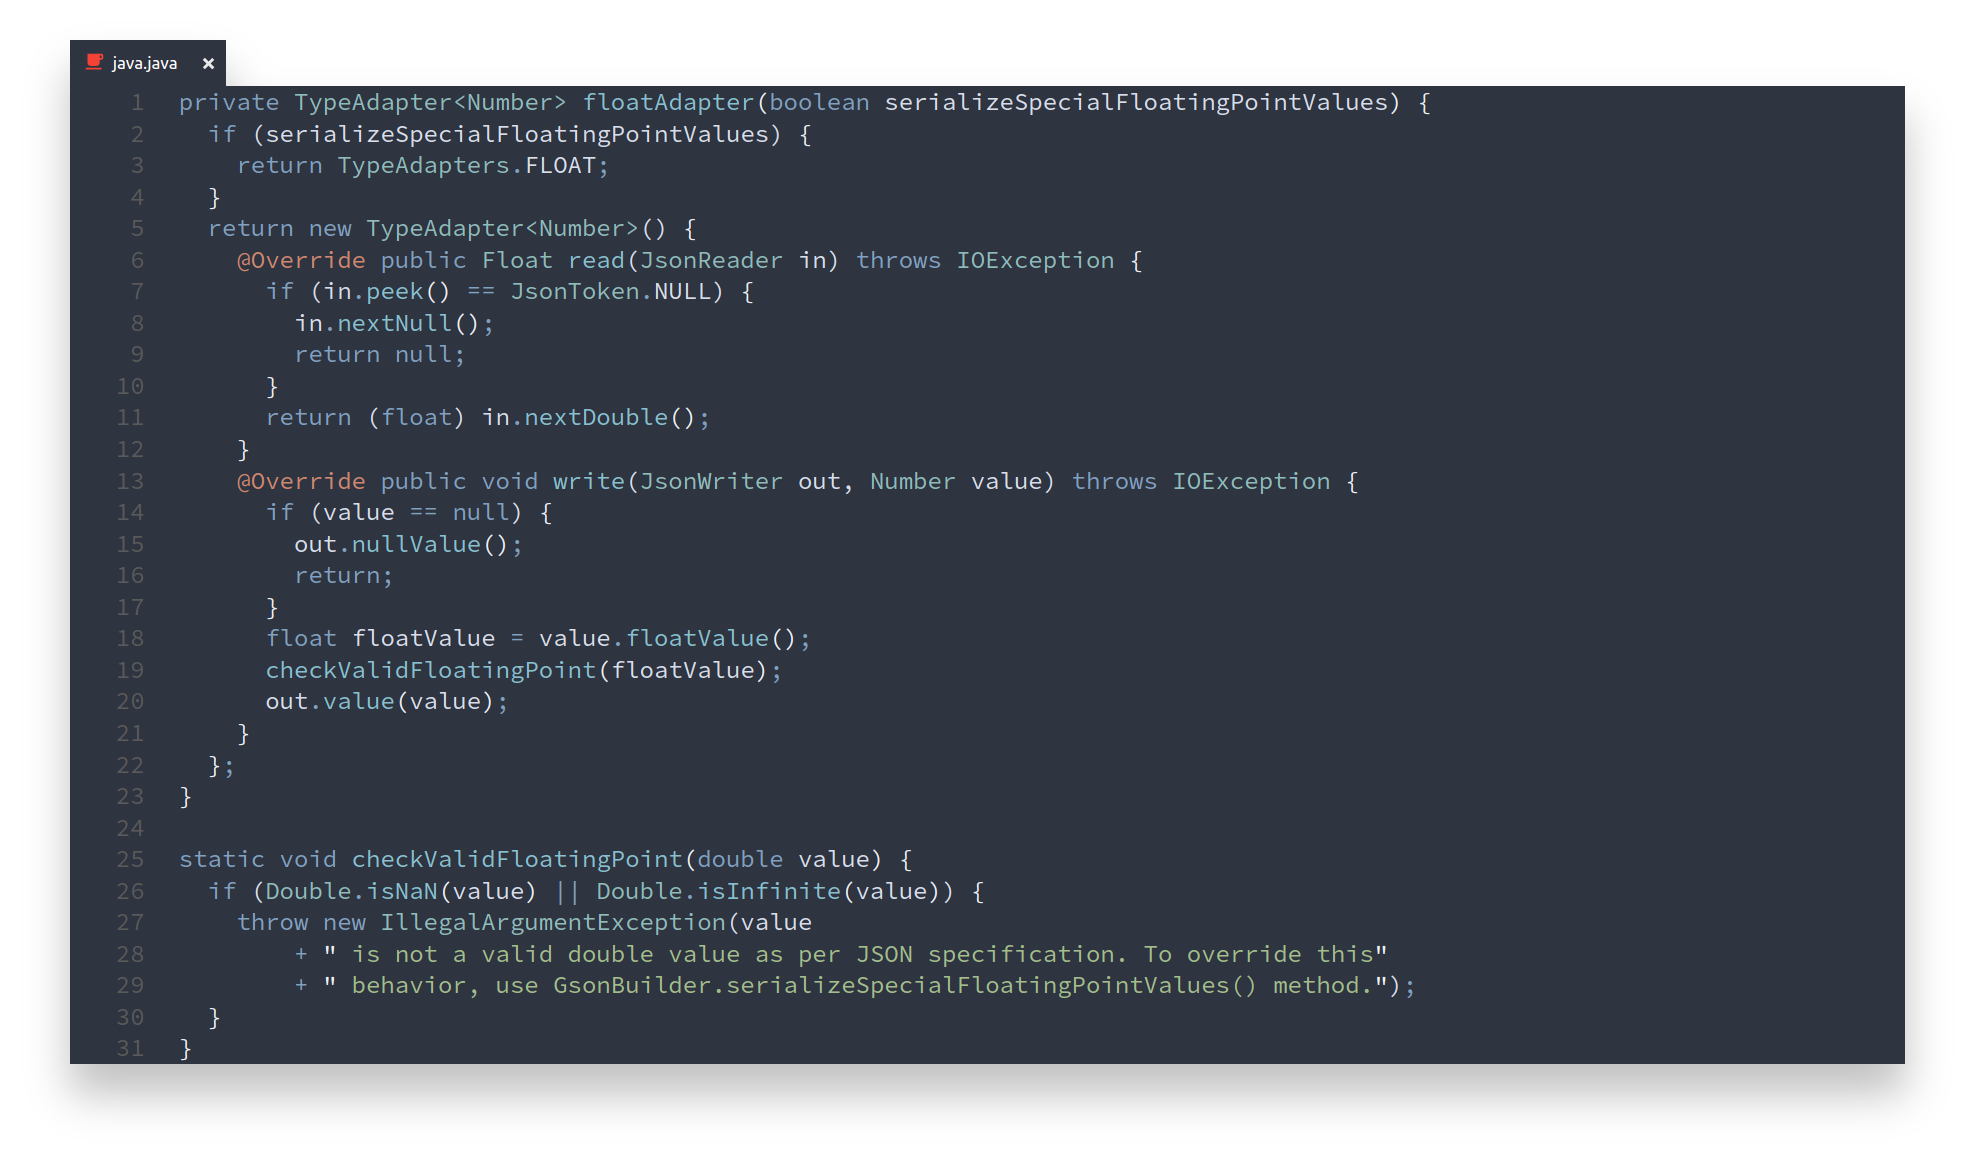 java.java ×
1 private TypeAdapter<Number> floatAdapter(boolean serializeSpecialFloatingPointValues) {
2   if (serializeSpecialFloatingPointValues) {
3     return TypeAdapters.FLOAT;
4   }
5   return new TypeAdapter<Number>() {
6     @Override public Float read(JsonReader in) throws IOException {
7       if (in.peek() == JsonToken.NULL) {
8         in.nextNull();
9         return null;
10       }
11       return (float) in.nextDouble();
12     }
13     @Override public void write(JsonWriter out, Number value) throws IOException {
14       if (value == null) {
15         out.nullValue();
16         return;
17       }
18       float floatValue = value.floatValue();
19       checkValidFloatingPoint(floatValue);
20       out.value(value);
21     }
22   };
23 }
24
25 static void checkValidFloatingPoint(double value) {
26   if (Double.isNaN(value) || Double.isInfinite(value)) {
27     throw new IllegalArgumentException(value
28         + " is not a valid double value as per JSON specification. To override this"
29         + " behavior, use GsonBuilder.serializeSpecialFloatingPointValues() method.");
30   }
31 }